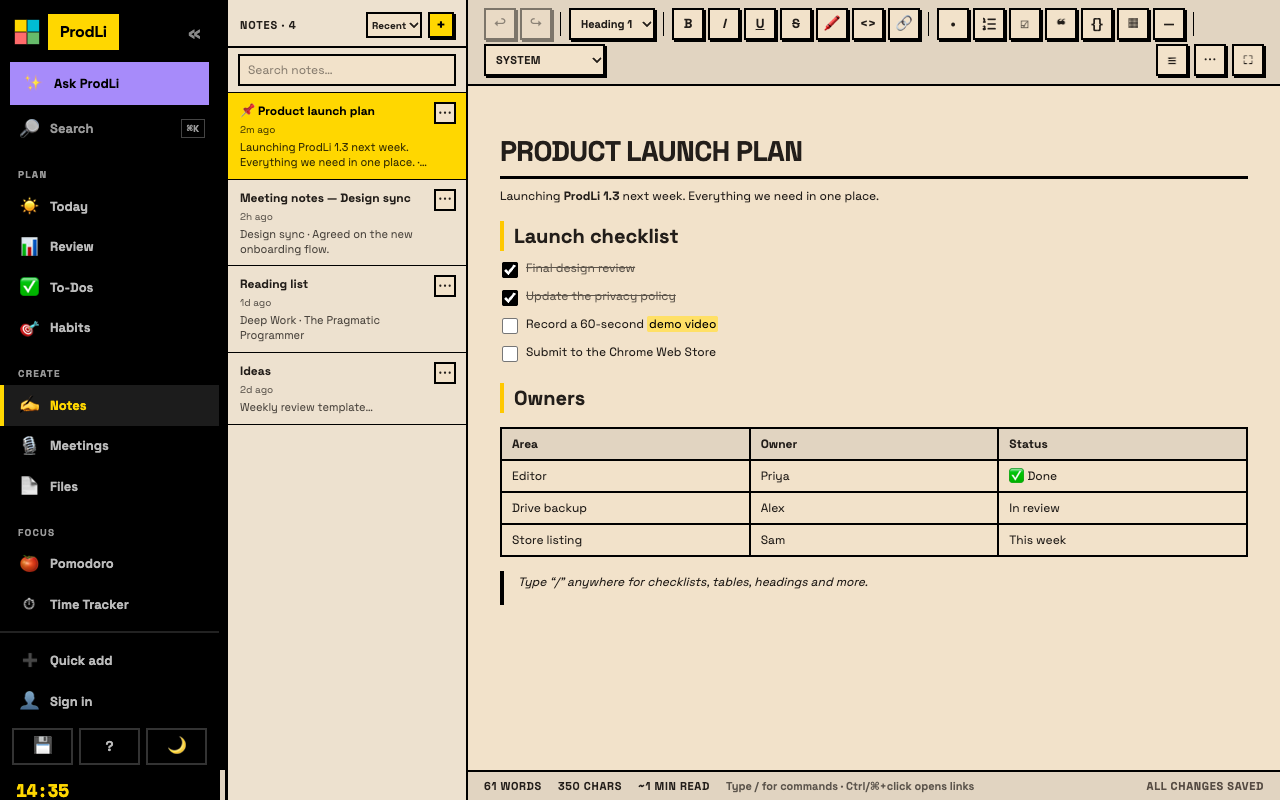 ProdLi
«
Ask ProdLi
Search ⌘K
PLAN
Today
Review
To-Dos
Habits
CREATE
Notes
Meetings
Files
FOCUS
Pomodoro
Time Tracker
Quick add
Sign in
?
14:35
NOTES · 4 Recent +
Search notes...
Product launch plan
2m ago
Launching ProdLi 1.3 next week.
Everything we need in one place. ·...
Meeting notes — Design sync
2h ago
Design sync · Agreed on the new
onboarding flow.
Reading list
1d ago
Deep Work · The Pragmatic
Programmer
Ideas
2d ago
Weekly review template...
Heading 1 B I U S <> • ❝ {} —
SYSTEM ≡ ⋯
PRODUCT LAUNCH PLAN
Launching ProdLi 1.3 next week. Everything we need in one place.
Launch checklist
Final design review
Update the privacy policy
Record a 60-second demo video
Submit to the Chrome Web Store
Owners
Area Owner Status
Editor Priya ✅ Done
Drive backup Alex In review
Store listing Sam This week
Type “/” anywhere for checklists, tables, headings and more.
61 WORDS 350 CHARS ~1 MIN READ Type / for commands · Ctrl/⌘+click opens links ALL CHANGES SAVED